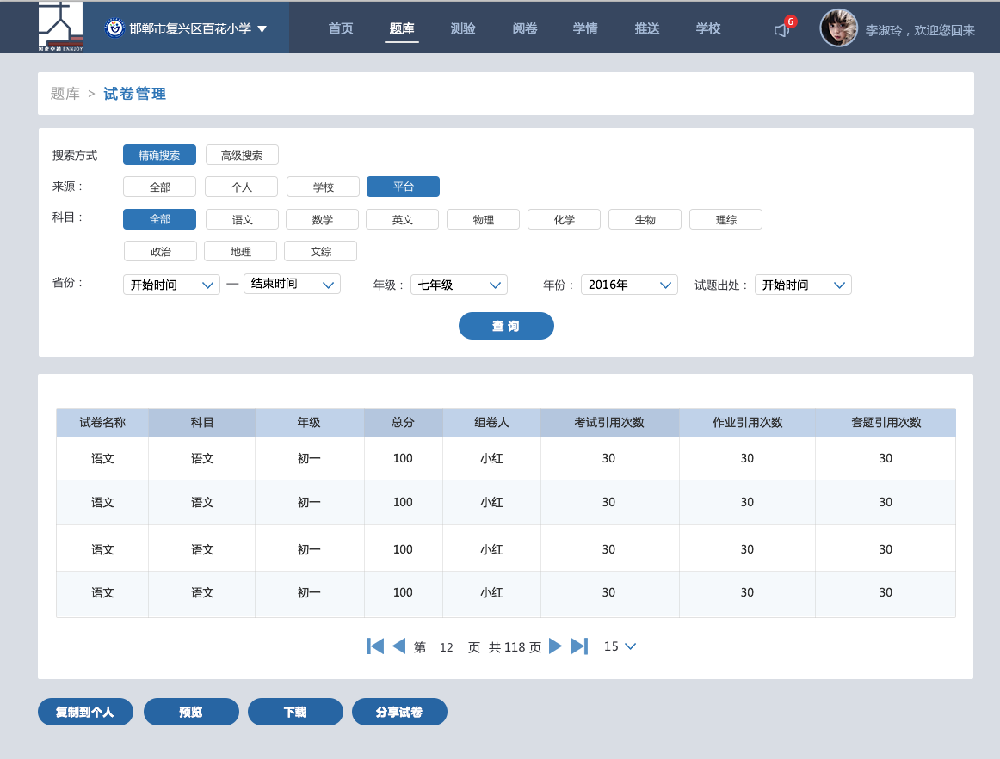 邯郸市复兴区百花小学 ▼ 首页 题库 测验 阅卷 学情 推送 学校 6 李淑玲，欢迎您回来
题库 > 试卷管理
搜索方式 精确搜索 高级搜索
来源： 全部 个人 学校 平台
科目： 全部 语文 数学 英文 物理 化学 生物 理综
政治 地理 文综
省份： 开始时间 — 结束时间 年级： 七年级 年份： 2016年 试题出处： 开始时间
查 询
试卷名称 科目 年级 总分 组卷人 考试引用次数 作业引用次数 套题引用次数
语文 语文 初一 100 小红 30 30 30
语文 语文 初一 100 小红 30 30 30
语文 语文 初一 100 小红 30 30 30
语文 语文 初一 100 小红 30 30 30
第 12 页 共 118 页 15
复制到个人 预览 下载 分享试卷